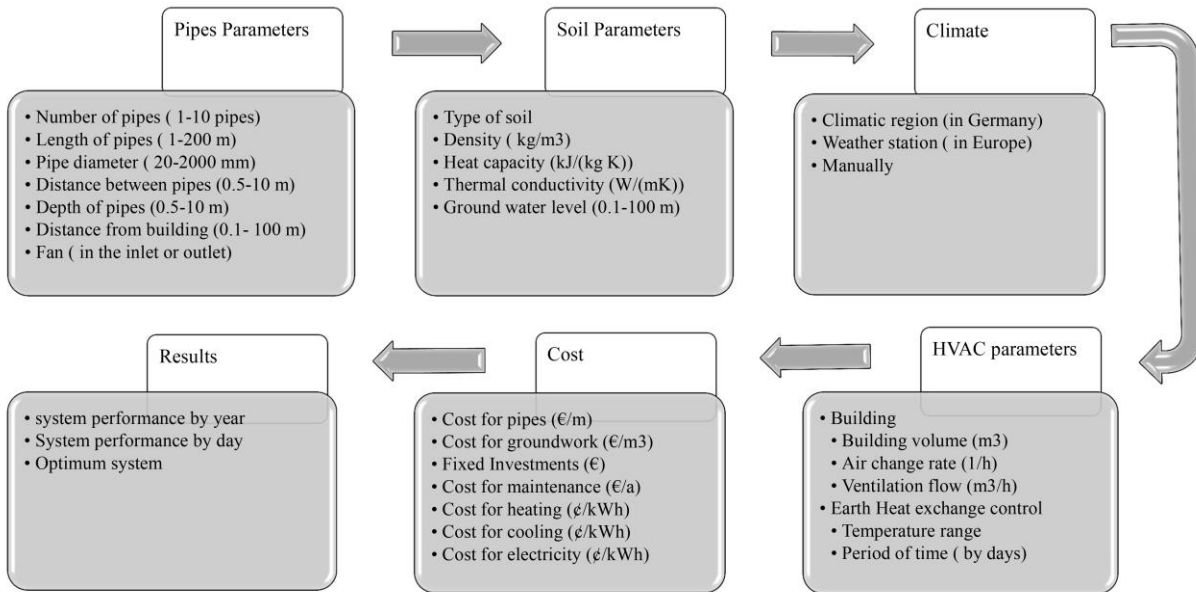 Pipes Parameters
• Number of pipes ( 1-10 pipes)
• Length of pipes ( 1-200 m)
• Pipe diameter ( 20-2000 mm)
• Distance between pipes (0.5-10 m)
• Depth of pipes (0.5-10 m)
• Distance from building (0.1- 100 m)
• Fan ( in the inlet or outlet)
Soil Parameters
• Type of soil
• Density ( kg/m3)
• Heat capacity (kJ/(kg K))
• Thermal conductivity (W/(mK))
• Ground water level (0.1-100 m)
Climate
• Climatic region (in Germany)
• Weather station ( in Europe)
• Manually
HVAC parameters
• Building
• Building volume (m3)
• Air change rate (1/h)
• Ventilation flow (m3/h)
• Earth Heat exchange control
• Temperature range
• Period of time ( by days)
Cost
• Cost for pipes (€/m)
• Cost for groundwork (€/m3)
• Fixed Investments (€)
• Cost for maintenance (€/a)
• Cost for heating (¢/kWh)
• Cost for cooling (¢/kWh)
• Cost for electricity (¢/kWh)
Results
• system performance by year
• System performance by day
• Optimum system